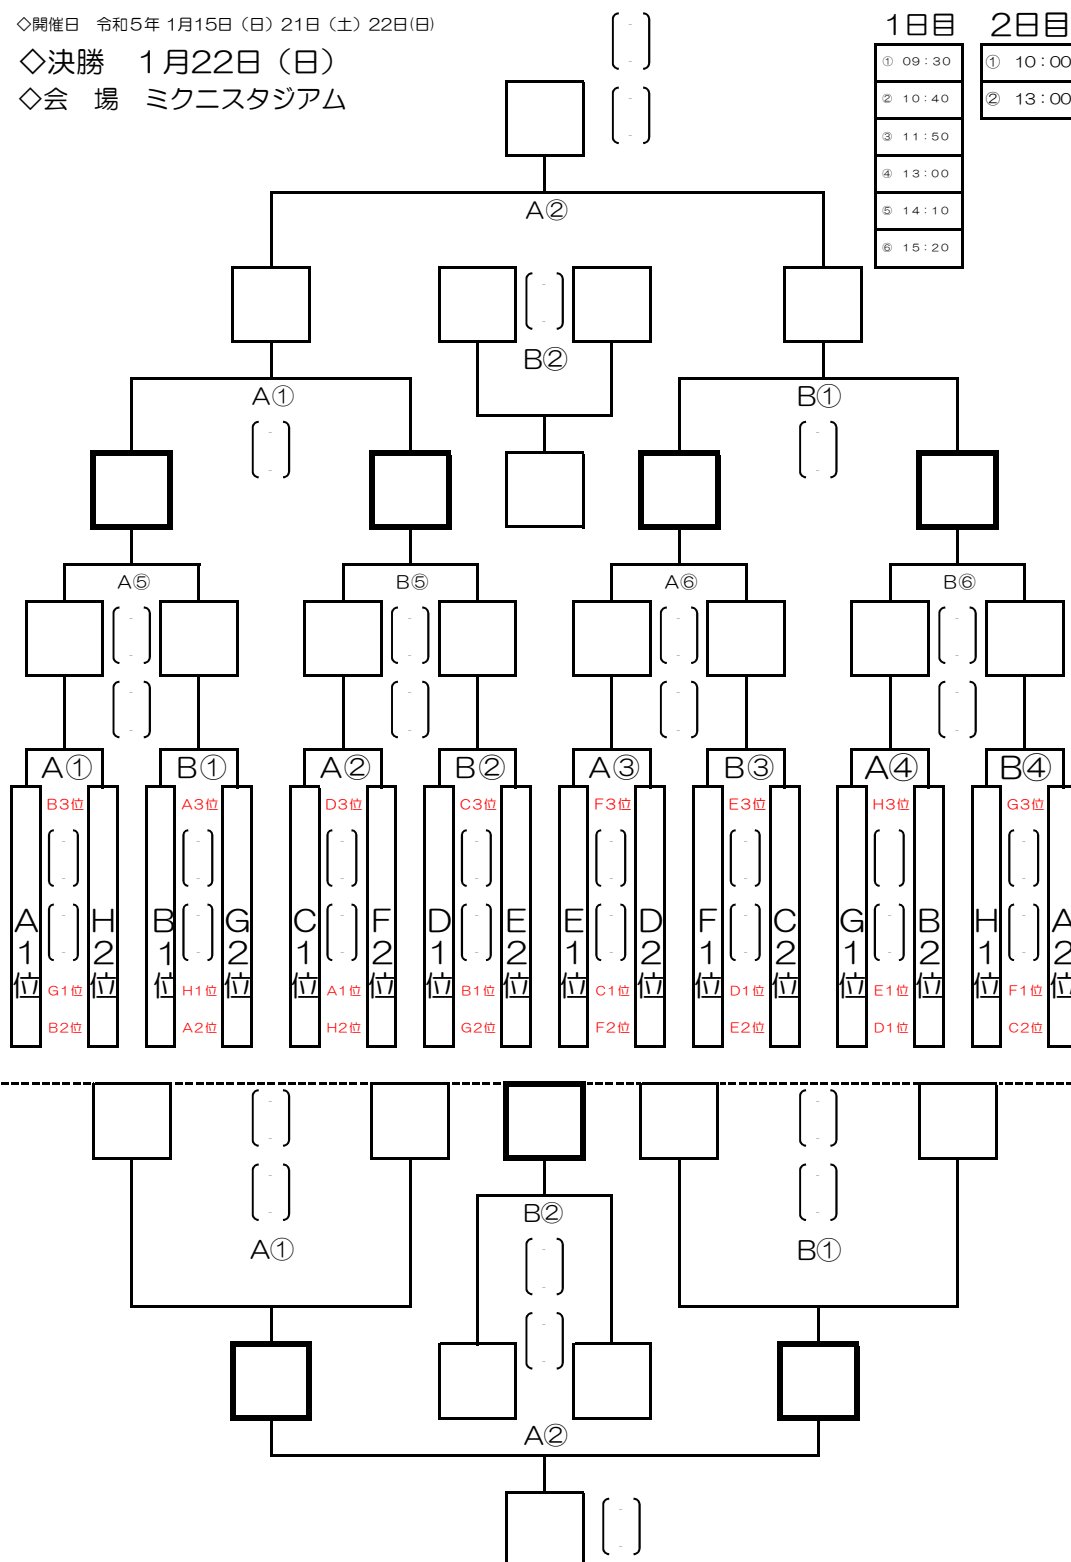 ◇開催日　令和5年 1月15日（日）21日（土）22日(日)
◇決勝　1月22日（日）
◇会　場　ミクニスタジアム
1日目　2日目
① 09：30　① 10：00
② 10：40　② 13：00
③ 11：50
④ 13：00
⑤ 14：10
⑥ 15：20
A②
B②
A①　B①
A⑤　B⑤　A⑥　B⑥
A①　B①　A②　B②　A③　B③　A④　B④
B3位　A3位　D3位　C3位　F3位　E3位　H3位　G3位
A1位　H2位　B1位　G2位　C1位　F2位　D1位　E2位　E1位　D2位　F1位　C2位　G1位　B2位　H1位　A2位
G1位　H1位　A1位　B1位　C1位　D1位　E1位　F1位
B2位　A2位　H2位　G2位　F2位　E2位　D1位　C2位
B②
A①　B①
A②